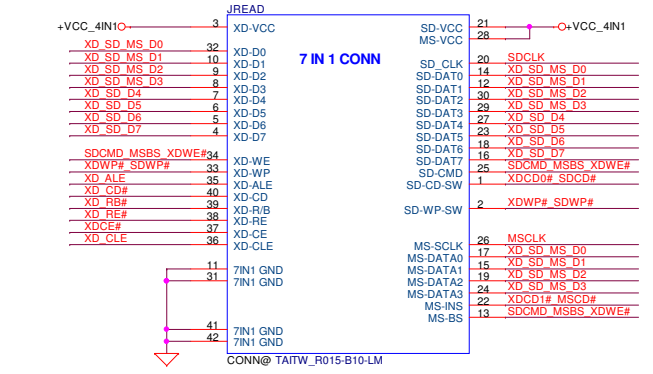 JREAD
+VCC_4IN1 3 XD-VCC SD-VCC 21 +VCC_4IN1
MS-VCC 28
7 IN 1 CONN
XD_SD_MS_D0 32 XD-D0
XD_SD_MS_D1 10 XD-D1
XD_SD_MS_D2 9 XD-D2
XD_SD_MS_D3 8 XD-D3
XD_SD_D4 7 XD-D4
XD_SD_D5 6 XD-D5
XD_SD_D6 5 XD-D6
XD_SD_D7 4 XD-D7
SDCMD_MSBS_XDWE# 34 XD-WE
XDWP#_SDWP# 33 XD-WP
XD_ALE 35 XD-ALE
XD_CD# 40 XD-CD
XD_RB# 39 XD-R/B
XD_RE# 38 XD-RE
XDCE# 37 XD-CE
XD_CLE 36 XD-CLE
11 7IN1 GND
31 7IN1 GND
41 7IN1 GND
42 7IN1 GND
SD_CLK 20 SDCLK
SD-DAT0 14 XD_SD_MS_D0
SD-DAT1 12 XD_SD_MS_D1
SD-DAT2 30 XD_SD_MS_D2
SD-DAT3 29 XD_SD_MS_D3
SD-DAT4 27 XD_SD_D4
SD-DAT5 23 XD_SD_D5
SD-DAT6 18 XD_SD_D6
SD-DAT7 16 XD_SD_D7
SD-CMD 25 SDCMD_MSBS_XDWE#
SD-CD-SW 1 XDCD0#_SDCD#
SD-WP-SW 2 XDWP#_SDWP#
MS-SCLK 26 MSCLK
MS-DATA0 17 XD_SD_MS_D0
MS-DATA1 15 XD_SD_MS_D1
MS-DATA2 19 XD_SD_MS_D2
MS-DATA3 24 XD_SD_MS_D3
MS-INS 22 XDCD1#_MSCD#
MS-BS 13 SDCMD_MSBS_XDWE#
CONN@ TAITW_R015-B10-LM